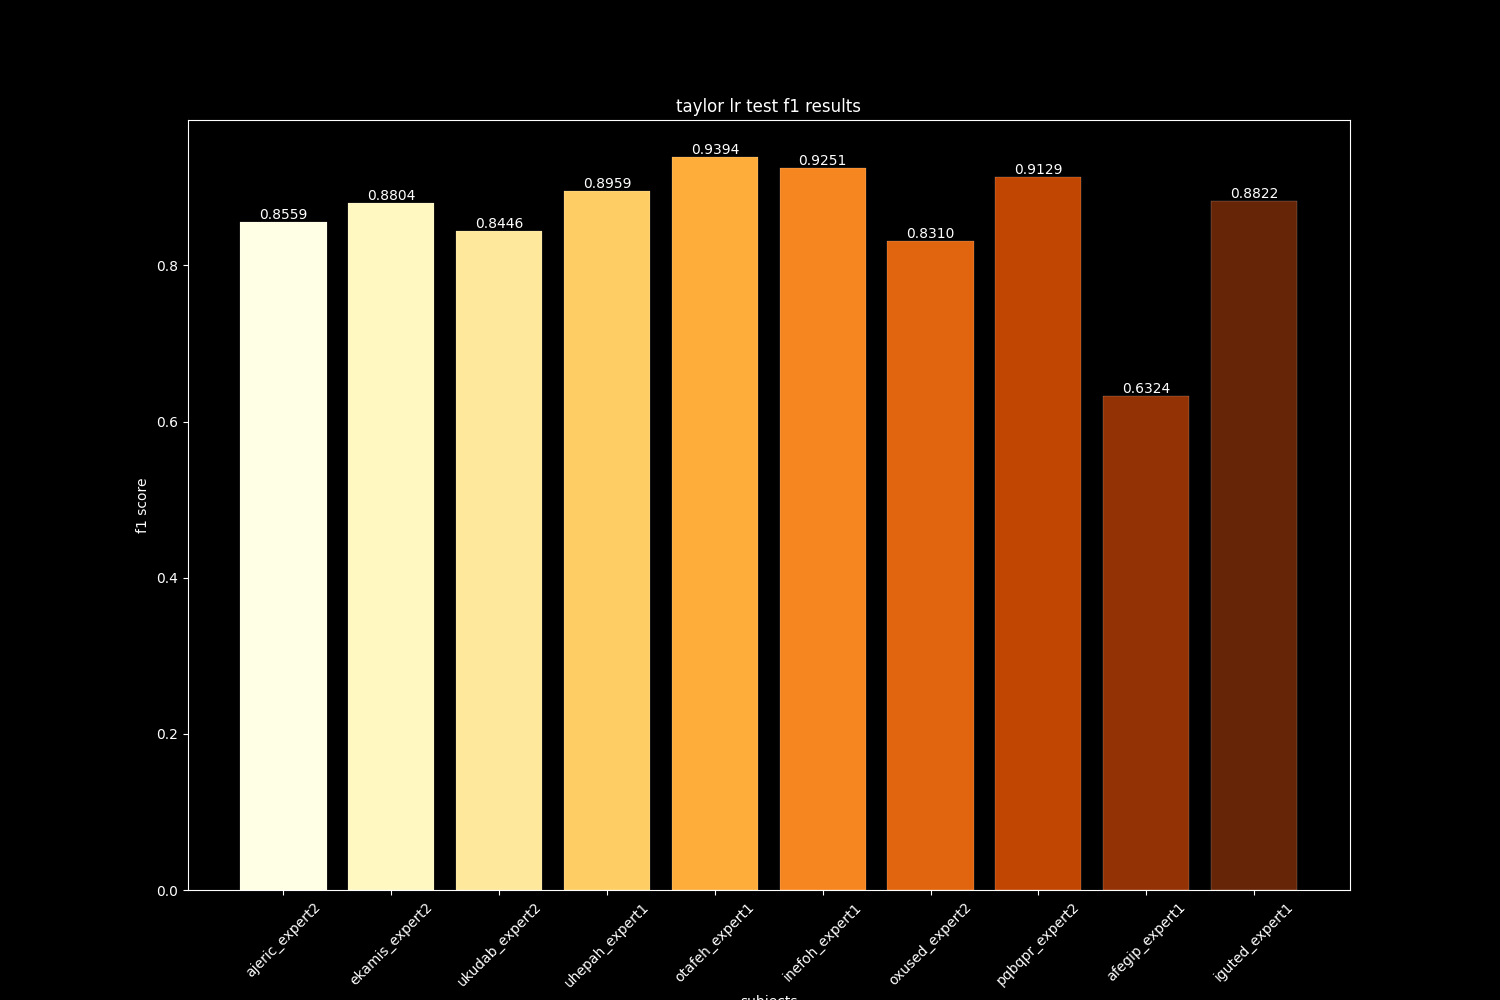 taylor lr test f1 results
0.9394
0.9251
0.9129
0.8959
0.8822
0.8804
0.8559
0.8446
0.8310
0.6324
0.8
0.6
0.4
0.2
0.0
f1 score
ajeric_expert2
ekamis_expert2
ukudab_expert2
uhepah_expert1
otafeh_expert1
inefoh_expert1
oxused_expert2
pqbqpr_expert2
afegip_expert1
iguted_expert1
subjects